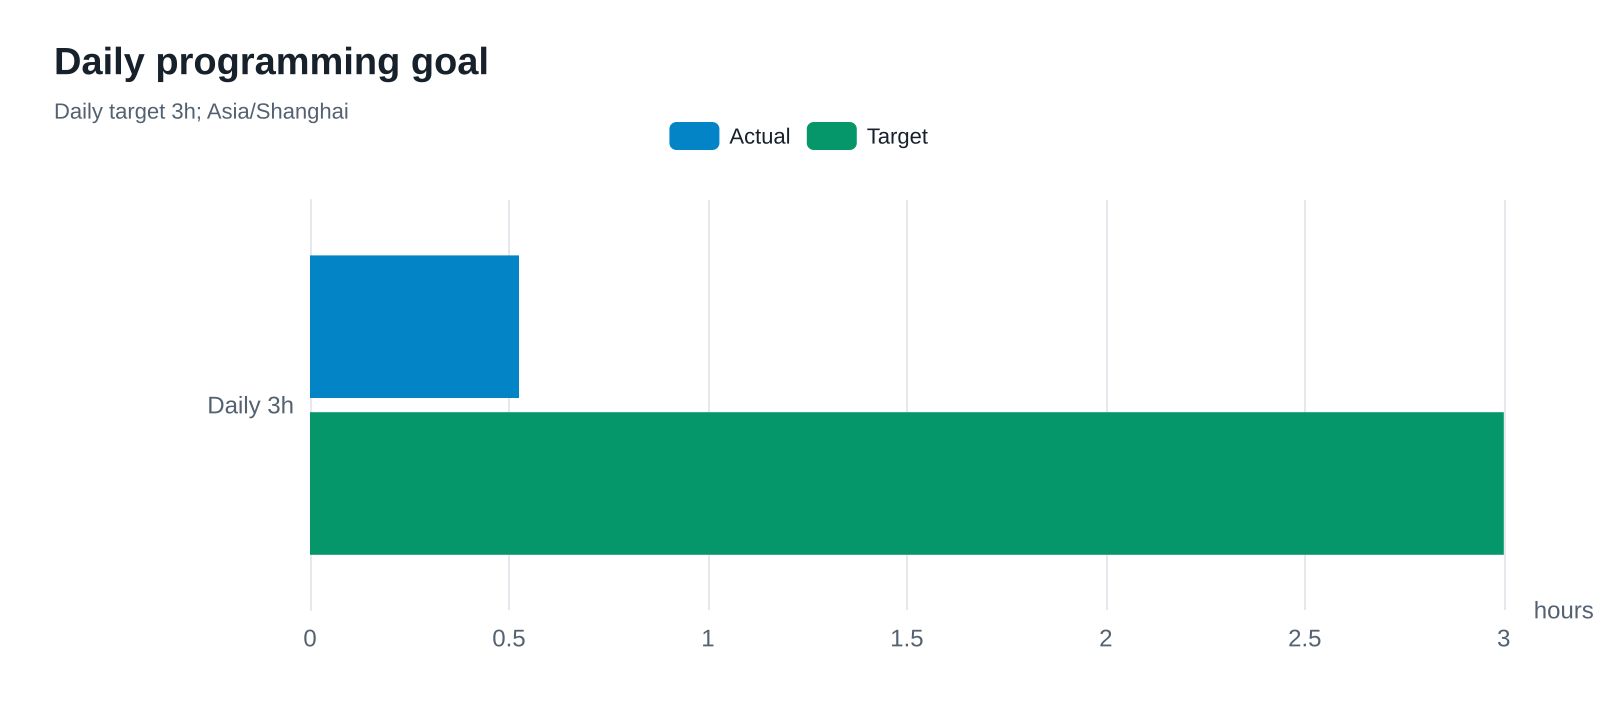 Daily programming goal
Daily target 3h; Asia/Shanghai
Actual Target
Daily 3h
hours
0 0.5 1 1.5 2 2.5 3